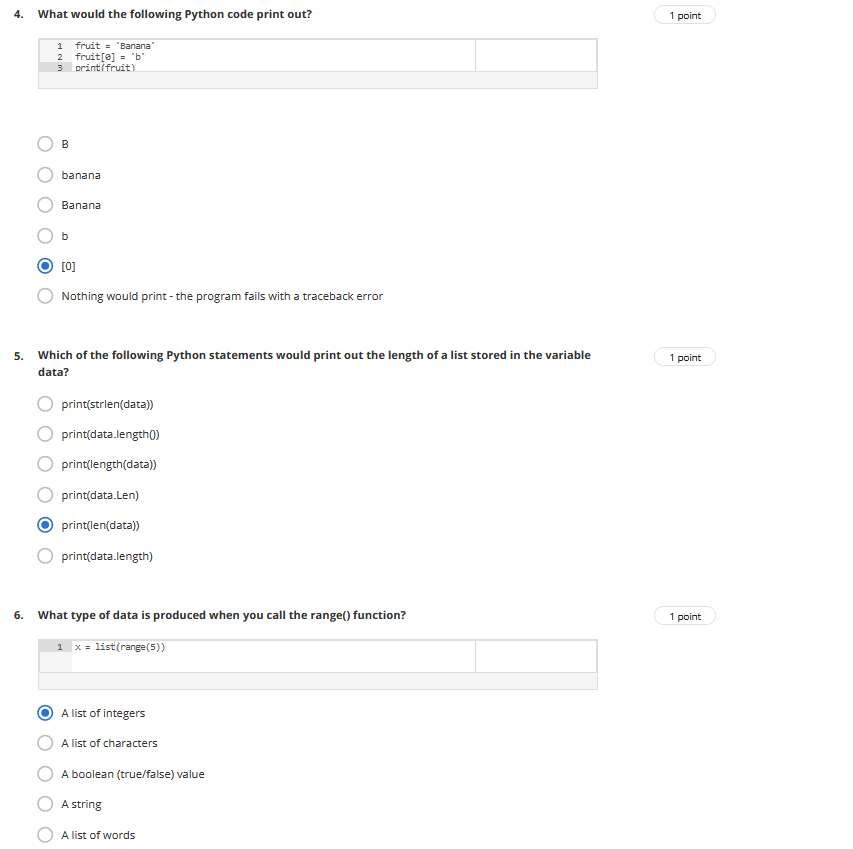 4. What would the following Python code print out?
1 point
1 fruit = 'Banana'
2 fruit[0] = 'b'
3 print(fruit)
B
banana
Banana
b
[0]
Nothing would print - the program fails with a traceback error
5. Which of the following Python statements would print out the length of a list stored in the variable
data?
1 point
print(strlen(data))
print(data.length())
print(length(data))
print(data.Len)
print(len(data))
print(data.length)
6. What type of data is produced when you call the range() function?
1 point
1 x = list(range(5))
A list of integers
A list of characters
A boolean (true/false) value
A string
A list of words